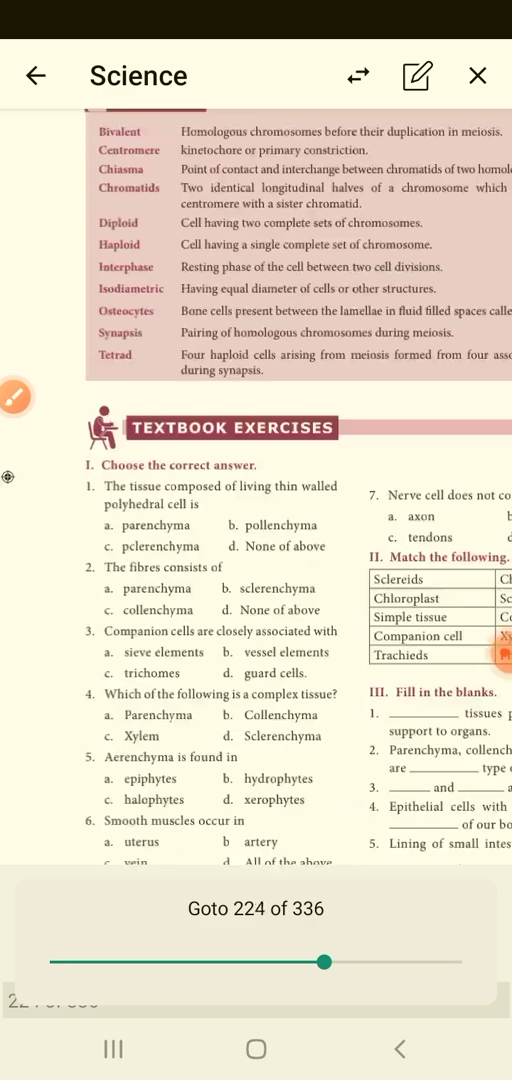 Science
Bivalent Homologous chromosomes before their duplication in meiosis.
Centromere kinetochore or primary constriction.
Chiasma Point of contact and interchange between chromatids of two
Chromatids Two identical longitudinal halves of a chromosome which
centromere with a sister chromatid.
Diploid Cell having two complete sets of chromosomes.
Haploid Cell having a single complete set of chromosome.
Interphase Resting phase of the cell between two cell divisions.
Isodiametric Having equal diameter of cells or other structures.
Osteocytes Bone cells present between the lamellae in fluid filled spaces
Synapsis Pairing of homologous chromosomes during meiosis.
Tetrad Four haploid cells arising from meiosis formed from four
during synapsis.
TEXTBOOK EXERCISES
I. Choose the correct answer.
1. The tissue composed of living thin walled
polyhedral cell is
a. parenchyma b. pollenchyma
c. pclerenchyma d. None of above
2. The fibres consists of
a. parenchyma b. sclerenchyma
c. collenchyma d. None of above
3. Companion cells are closely associated with
a. sieve elements b. vessel elements
c. trichomes d. guard cells.
4. Which of the following is a complex tissue?
a. Parenchyma b. Collenchyma
c. Xylem d. Sclerenchyma
5. Aerenchyma is found in
a. epiphytes b. hydrophytes
c. halophytes d. xerophytes
6. Smooth muscles occur in
a. uterus b artery
c. vein d. All of the above
7. Nerve cell does not
a. axon
c. tendons
II. Match the following.
Sclereids
Chloroplast
Simple tissue
Companion cell
Trachieds
III. Fill in the blanks.
1. ________ tissues
support to organs.
2. Parenchyma,
are ________ type
3. ________ and ________
4. Epithelial cells with
________ of our
5. Lining of small
Goto 224 of 336